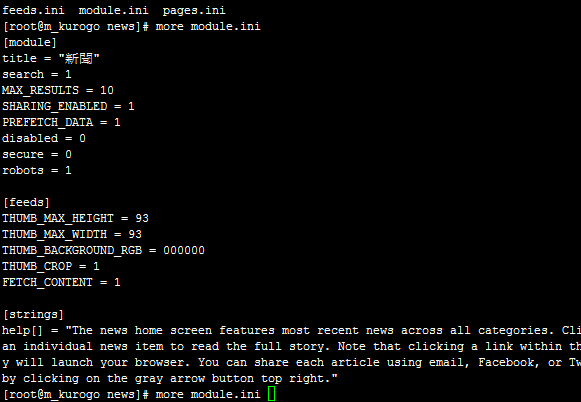 feeds.ini  module.ini  pages.ini
[root@m_kurogo news]# more module.ini
[module]
title = "新聞"
search = 1
MAX_RESULTS = 10
SHARING_ENABLED = 1
PREFETCH_DATA = 1
disabled = 0
secure = 0
robots = 1
[feeds]
THUMB_MAX_HEIGHT = 93
THUMB_MAX_WIDTH = 93
THUMB_BACKGROUND_RGB = 000000
THUMB_CROP = 1
FETCH_CONTENT = 1
[strings]
help[] = "The news home screen features most recent news across all categories. Cli
an individual news item to read the full story. Note that clicking a link within th
y will launch your browser. You can share each article using email, Facebook, or Tw
by clicking on the gray arrow button top right."
[root@m_kurogo news]# more module.ini